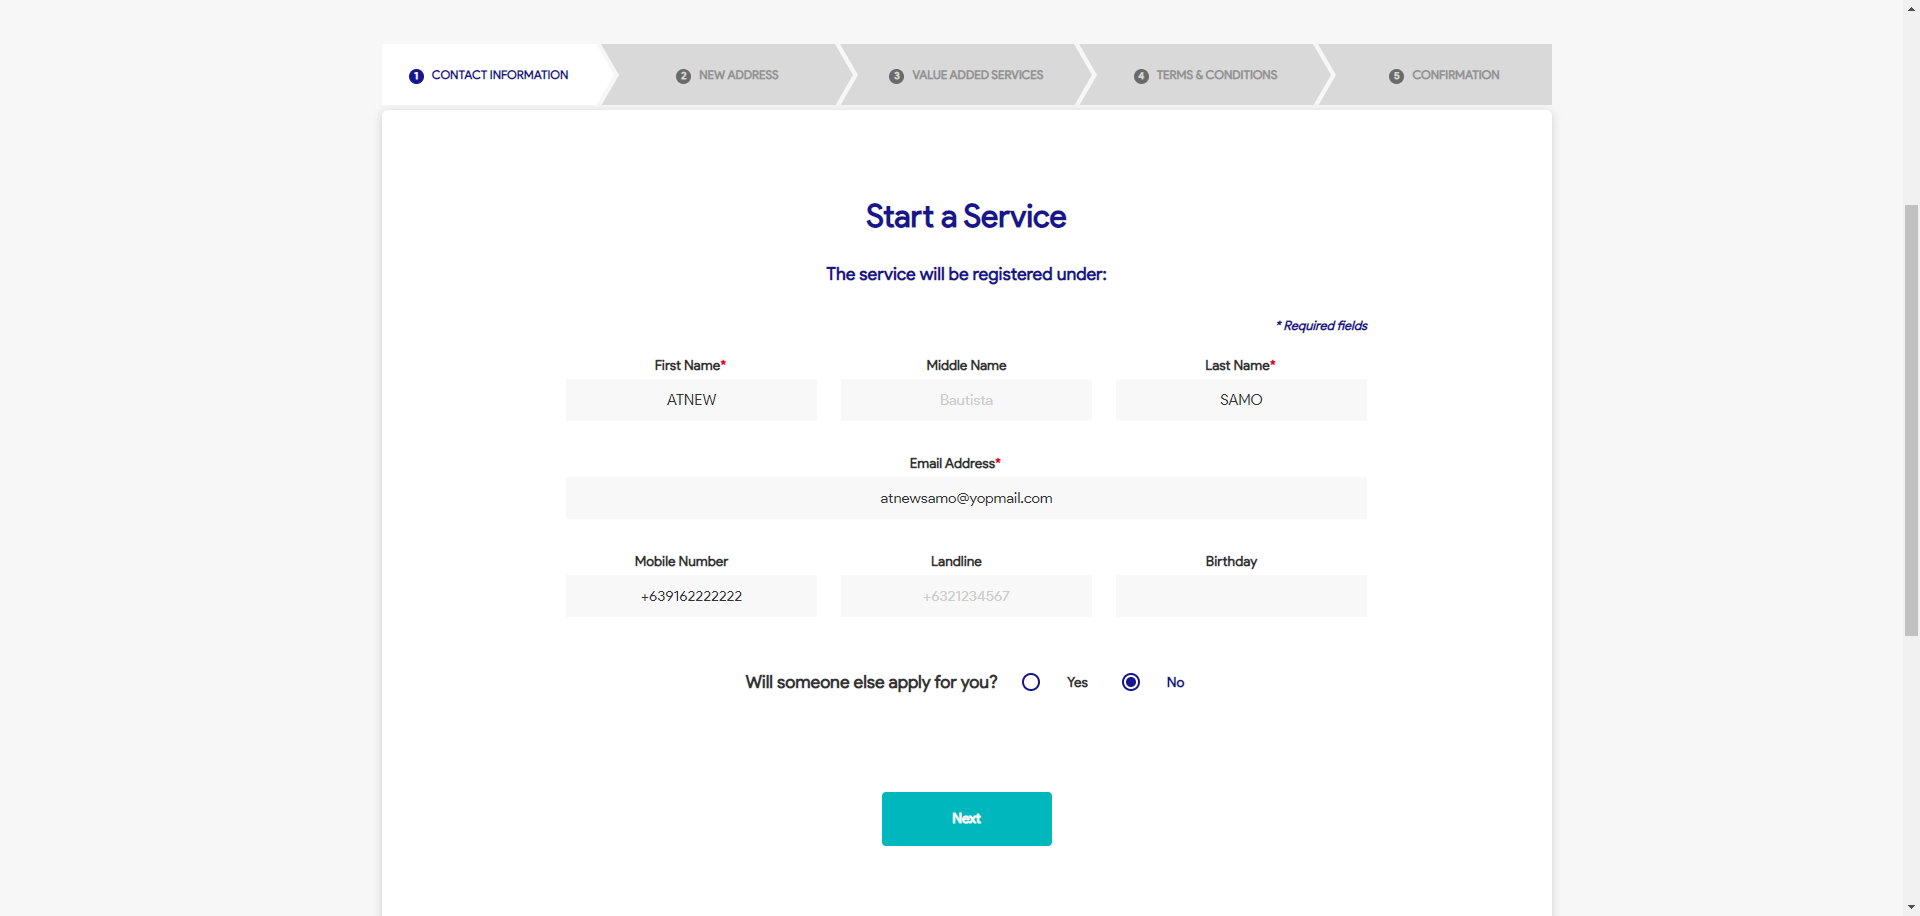 1 CONTACT INFORMATION
2 NEW ADDRESS
3 VALUE ADDED SERVICES
4 TERMS & CONDITIONS
5 CONFIRMATION
Start a Service
The service will be registered under:
* Required fields
First Name* Middle Name Last Name*
ATNEW Bautista SAMO
Email Address*
atnewsamo@yopmail.com
Mobile Number Landline Birthday
+639162222222 +6321234567
Will someone else apply for you? Yes No
Next